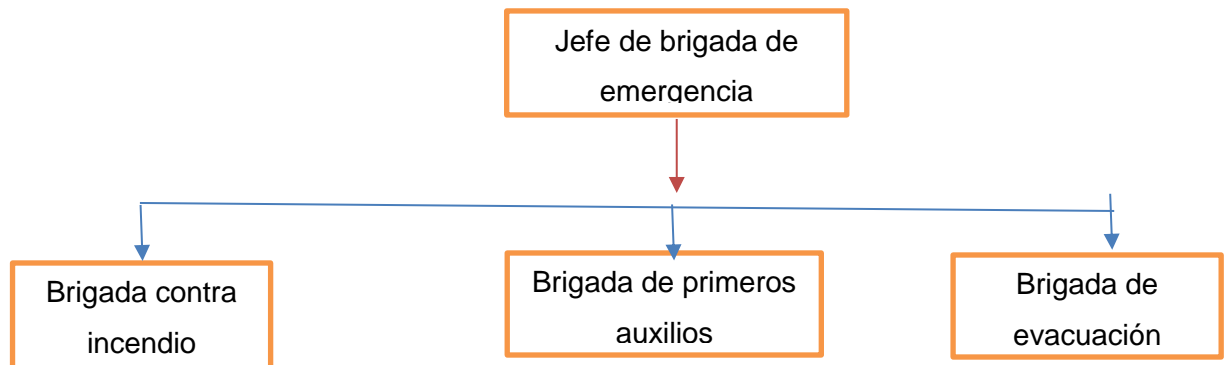 Jefe de brigada de
emergencia
Brigada contra
incendio
Brigada de primeros
auxilios
Brigada de
evacuación